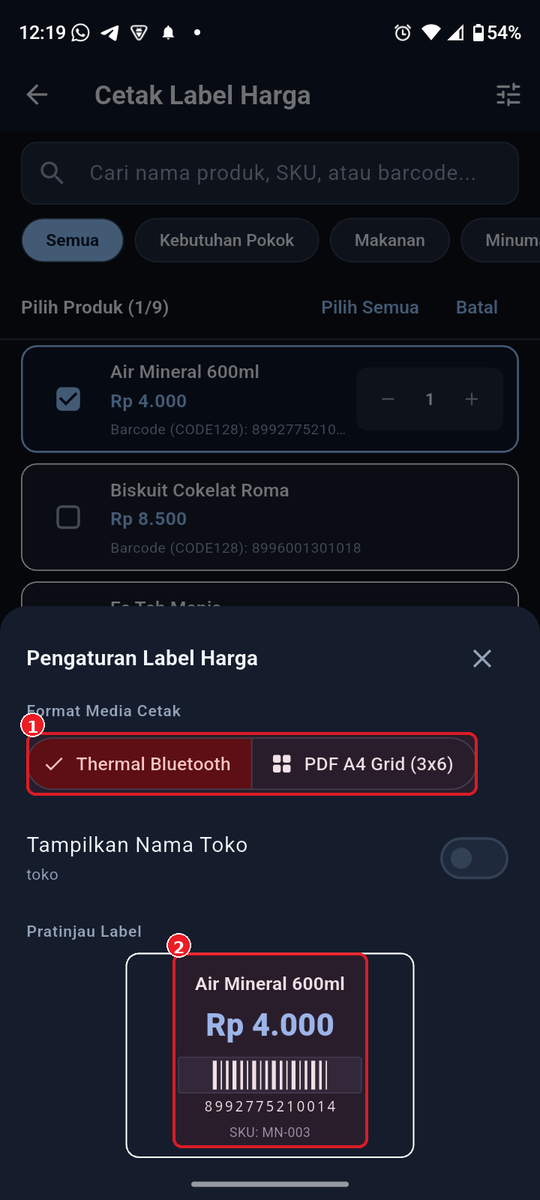 12:19
54%
Cetak Label Harga
Cari nama produk, SKU, atau barcode...
Semua
Kebutuhan Pokok
Makanan
Minum
Pilih Produk (1/9)
Pilih Semua
Batal
Air Mineral 600ml
Rp 4.000
Barcode (CODE128): 8992775210...
1
Biskuit Cokelat Roma
Rp 8.500
Barcode (CODE128): 8996001301018
Pengaturan Label Harga
Format Media Cetak
1
Thermal Bluetooth
PDF A4 Grid (3x6)
Tampilkan Nama Toko
toko
Pratinjau Label
2
Air Mineral 600ml
Rp 4.000
8992775210014
SKU: MN-003